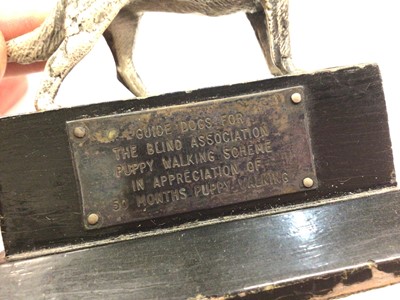 GUIDE DOGS FOR
THE BLIND ASSOCIATION
PUPPY WALKING SCHEME
IN APPRECIATION OF
MONTHS PUPPY WALKING